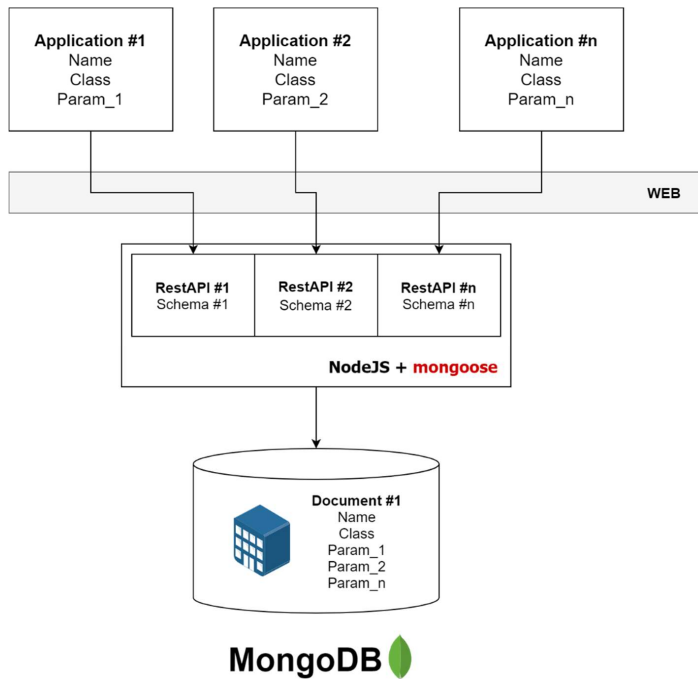 Application #1
Name
Class
Param_1
Application #2
Name
Class
Param_2
Application #n
Name
Class
Param_n
WEB
RestAPI #1
Schema #1
RestAPI #2
Schema #2
RestAPI #n
Schema #n
NodeJS + mongoose
Document #1
Name
Class
Param_1
Param_2
Param_n
MongoDB